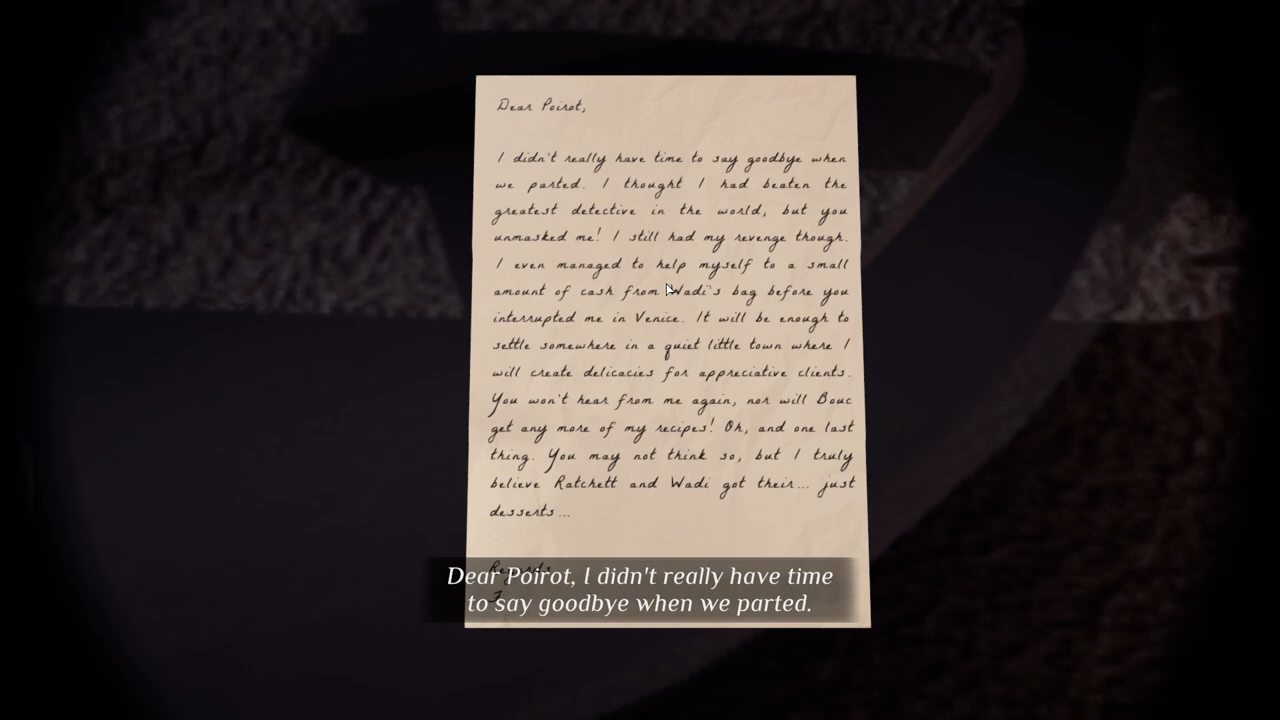 Dear Poirot,
I didn't really have time to say goodbye when
we parted. I thought I had beaten the
greatest detective in the world, but you
unmasked me! I still had my revenge though.
I even managed to help myself to a small
amount of cash from Wadi's bag before you
interrupted me in Venice. It will be enough to
settle somewhere in a quiet little town where I
will create delicacies for appreciative clients.
You won't hear from me again, nor will Bouc
get any more of my recipes! Oh, and one last
thing. You may not think so, but I truly
believe Ratchett and Wadi got their... just
desserts...
Regards
Dear Poirot, I didn't really have time
to say goodbye when we parted.